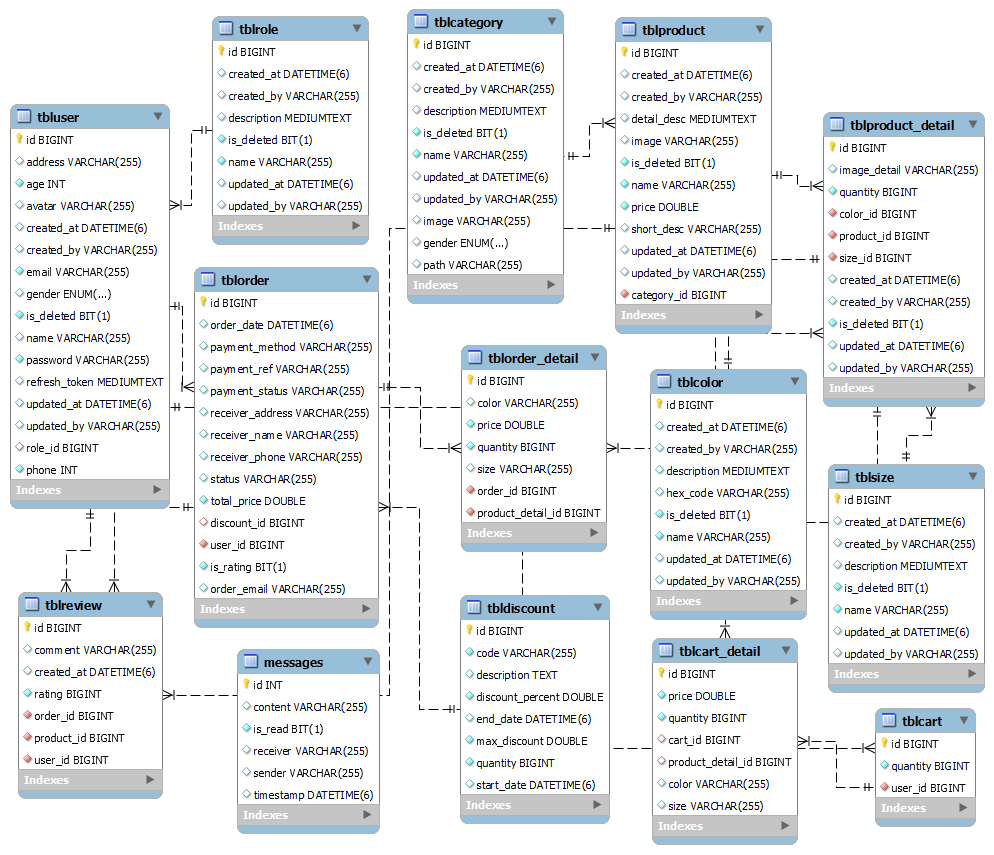 tblrole
id BIGINT
created_at DATETIME(6)
created_by VARCHAR(255)
description MEDIUMTEXT
is_deleted BIT(1)
name VARCHAR(255)
updated_at DATETIME(6)
updated_by VARCHAR(255)
Indexes
tblcategory
id BIGINT
created_at DATETIME(6)
created_by VARCHAR(255)
description MEDIUMTEXT
is_deleted BIT(1)
name VARCHAR(255)
updated_at DATETIME(6)
updated_by VARCHAR(255)
image VARCHAR(255)
gender ENUM(...)
path VARCHAR(255)
Indexes
tblproduct
id BIGINT
created_at DATETIME(6)
created_by VARCHAR(255)
detail_desc MEDIUMTEXT
image VARCHAR(255)
is_deleted BIT(1)
name VARCHAR(255)
price DOUBLE
short_desc VARCHAR(255)
updated_at DATETIME(6)
updated_by VARCHAR(255)
category_id BIGINT
Indexes
tbluser
id BIGINT
address VARCHAR(255)
age INT
avatar VARCHAR(255)
created_at DATETIME(6)
created_by VARCHAR(255)
email VARCHAR(255)
gender ENUM(...)
is_deleted BIT(1)
name VARCHAR(255)
password VARCHAR(255)
refresh_token MEDIUMTEXT
updated_at DATETIME(6)
updated_by VARCHAR(255)
role_id BIGINT
phone INT
Indexes
tblproduct_detail
id BIGINT
image_detail VARCHAR(255)
quantity BIGINT
color_id BIGINT
product_id BIGINT
size_id BIGINT
created_at DATETIME(6)
created_by VARCHAR(255)
is_deleted BIT(1)
updated_at DATETIME(6)
updated_by VARCHAR(255)
Indexes
tblorder
id BIGINT
order_date DATETIME(6)
payment_method VARCHAR(255)
payment_ref VARCHAR(255)
payment_status VARCHAR(255)
receiver_address VARCHAR(255)
receiver_name VARCHAR(255)
receiver_phone VARCHAR(255)
status VARCHAR(255)
total_price DOUBLE
discount_id BIGINT
user_id BIGINT
is_rating BIT(1)
order_email VARCHAR(255)
Indexes
tblorder_detail
id BIGINT
color VARCHAR(255)
price DOUBLE
quantity BIGINT
size VARCHAR(255)
order_id BIGINT
product_detail_id BIGINT
Indexes
tblcolor
id BIGINT
created_at DATETIME(6)
created_by VARCHAR(255)
description MEDIUMTEXT
hex_code VARCHAR(255)
is_deleted BIT(1)
name VARCHAR(255)
updated_at DATETIME(6)
updated_by VARCHAR(255)
Indexes
tblsize
id BIGINT
created_at DATETIME(6)
created_by VARCHAR(255)
description MEDIUMTEXT
is_deleted BIT(1)
name VARCHAR(255)
updated_at DATETIME(6)
updated_by VARCHAR(255)
Indexes
tblreview
id BIGINT
comment VARCHAR(255)
created_at DATETIME(6)
rating BIGINT
order_id BIGINT
product_id BIGINT
user_id BIGINT
Indexes
messages
id INT
content VARCHAR(255)
is_read BIT(1)
receiver VARCHAR(255)
sender VARCHAR(255)
timestamp DATETIME(6)
Indexes
tbldiscount
id BIGINT
code VARCHAR(255)
description TEXT
discount_percent DOUBLE
end_date DATETIME(6)
max_discount DOUBLE
quantity BIGINT
start_date DATETIME(6)
Indexes
tblcart_detail
id BIGINT
price DOUBLE
quantity BIGINT
cart_id BIGINT
product_detail_id BIGINT
color VARCHAR(255)
size VARCHAR(255)
Indexes
tblcart
id BIGINT
quantity BIGINT
user_id BIGINT
Indexes